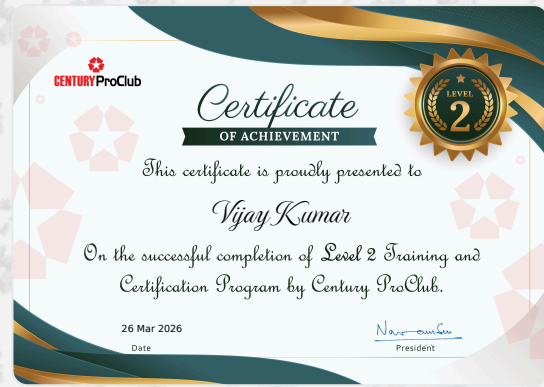 CENTURY ProClub
Certificate
OF ACHIEVEMENT
LEVEL
2
This certificate is proudly presented to
Vijay Kumar
On the successful completion of Level 2 Training and
Certification Program by Century ProClub.
26 Mar 2026
Date
President